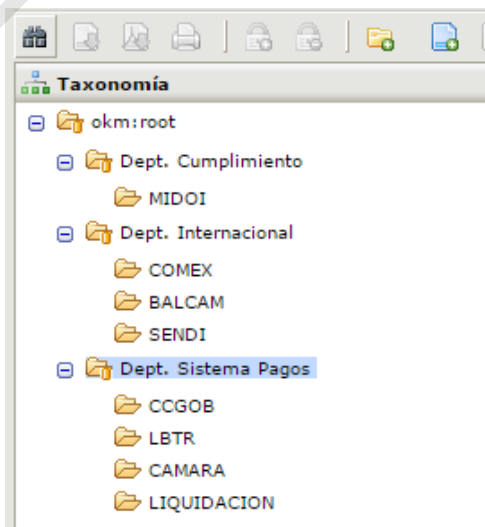 Taxonomía
okm:root
Dept. Cumplimiento
MIDOI
Dept. Internacional
COMEX
BALCAM
SENDI
Dept. Sistema Pagos
CCGOB
LBTR
CAMARA
LIQUIDACION